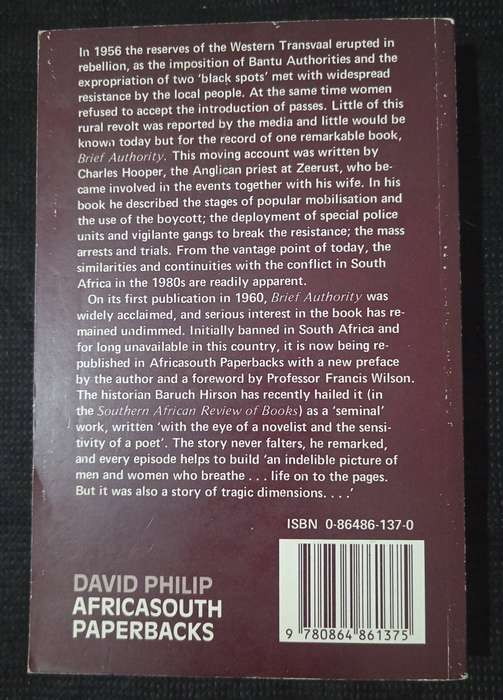 In 1956 the reserves of the Western Transvaal erupted in
rebellion, as the imposition of Bantu Authorities and the
expropriation of two 'black spots' met with widespread
resistance by the local people. At the same time women
refused to accept the introduction of passes. Little of this
rural revolt was reported by the media and little would be
known today but for the record of one remarkable book,
Brief Authority. This moving account was written by
Charles Hooper, the Anglican priest at Zeerust, who be-
came involved in the events together with his wife. In his
book he described the stages of popular mobilisation and
the use of the boycott; the deployment of special police
units and vigilante gangs to break the resistance; the mass
arrests and trials. From the vantage point of today, the
similarities and continuities with the conflict in South
Africa in the 1980s are readily apparent.
On its first publication in 1960, Brief Authority was
widely acclaimed, and serious interest in the book has re-
mained undimmed. Initially banned in South Africa and
for long unavailable in this country, it is now being re-
published in Africasouth Paperbacks with a new preface
by the author and a foreword by Professor Francis Wilson.
The historian Baruch Hirson has recently hailed it (in
the Southern African Review of Books) as a 'seminal'
work, written 'with the eye of a novelist and the sensi-
tivity of a poet'. The story never falters, he remarked,
and every episode helps to build 'an indelible picture of
men and women who breathe . . . life on to the pages.
But it was also a story of tragic dimensions. . . .'
ISBN 0-86486-137-0
DAVID PHILIP
AFRICASOUTH
PAPERBACKS
9 780864 861375